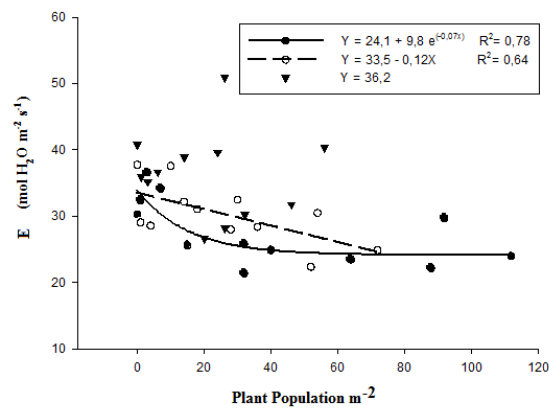 Y = 24,1 + 9,8 e(-0,07x) R2= 0,78
Y = 33,5 - 0,12X R2= 0,64
Y = 36,2
60
50
40
30
20
10
E (mol H2O m-2 s-1)
0 20 40 60 80 100 120
Plant Population m-2